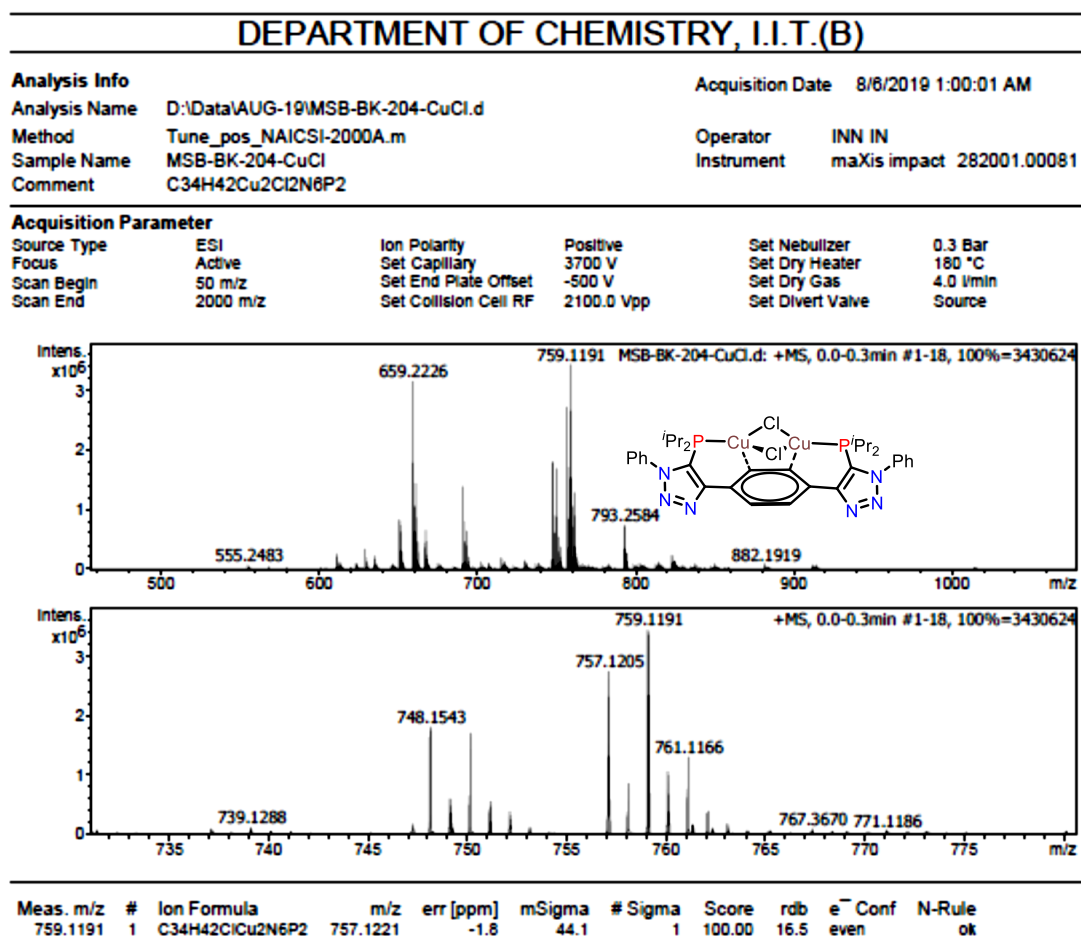 DEPARTMENT OF CHEMISTRY, I.I.T.(B)
Analysis Info
Acquisition Date 8/6/2019 1:00:01 AM
Analysis Name D:\Data\AUG-19\MSB-BK-204-CuCl.d
Method Tune_pos_NAICSI-2000A.m
Operator INN IN
Sample Name MSB-BK-204-CuCl
Instrument maXis impact 282001.00081
Comment C34H42Cu2Cl2N6P2
Acquisition Parameter
Source Type ESI Ion Polarity Positive Set Nebulizer 0.3 Bar
Focus Active Set Capillary 3700 V Set Dry Heater 180 °C
Scan Begin 50 m/z Set End Plate Offset -500 V Set Dry Gas 4.0 l/min
Scan End 2000 m/z Set Collision Cell RF 2100.0 Vpp Set Divert Valve Source
Intens.
x10⁶
759.1191 MSB-BK-204-CuCl.d: +MS, 0.0-0.3min #1-18, 100%=3430624
659.2226
3
2
1
0
Cl
ⁱPr₂ P Cu Cu P ⁱPr₂
Cl
Ph N N Ph
N N N N
793.2584
555.2483
882.1919
500 600 700 800 900 1000 m/z
Intens.
x10⁶
759.1191 +MS, 0.0-0.3min #1-18, 100%=3430624
3
757.1205
2
748.1543
761.1166
1
739.1288
767.3670 771.1186
0
735 740 745 750 755 760 765 770 775 m/z
Meas. m/z # Ion Formula m/z err [ppm] mSigma # Sigma Score rdb e⁻ Conf N-Rule
759.1191 1 C34H42ClCu2N6P2 757.1221 -1.8 44.1 1 100.00 16.5 even ok